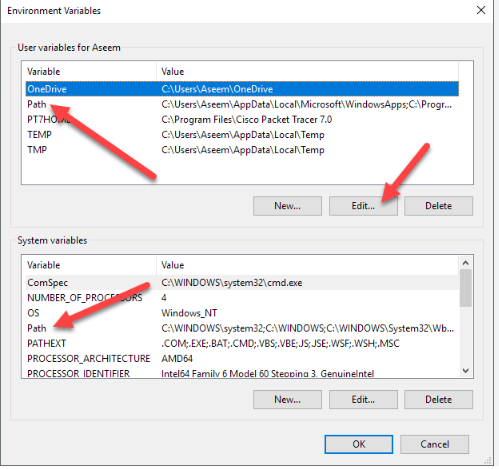 Environment Variables
User variables for Aseem
Variable Value
OneDrive C:\Users\Aseem\OneDrive
Path C:\Users\Aseem\AppData\Local\Microsoft\WindowsApps;C:\Progr...
PT7HOME C:\Program Files\Cisco Packet Tracer 7.0
TEMP C:\Users\Aseem\AppData\Local\Temp
TMP C:\Users\Aseem\AppData\Local\Temp
New... Edit... Delete
System variables
Variable Value
ComSpec C:\WINDOWS\system32\cmd.exe
NUMBER_OF_PROCESSORS 4
OS Windows_NT
Path C:\WINDOWS\system32;C:\WINDOWS;C:\WINDOWS\System32\Wb...
PATHEXT .COM;.EXE;.BAT;.CMD;.VBS;.VBE;.JS;.JSE;.WSF;.WSH;.MSC
PROCESSOR_ARCHITECTURE AMD64
PROCESSOR_IDENTIFIER Intel64 Family 6 Model 60 Stepping 3, GenuineIntel
New... Edit... Delete
OK Cancel